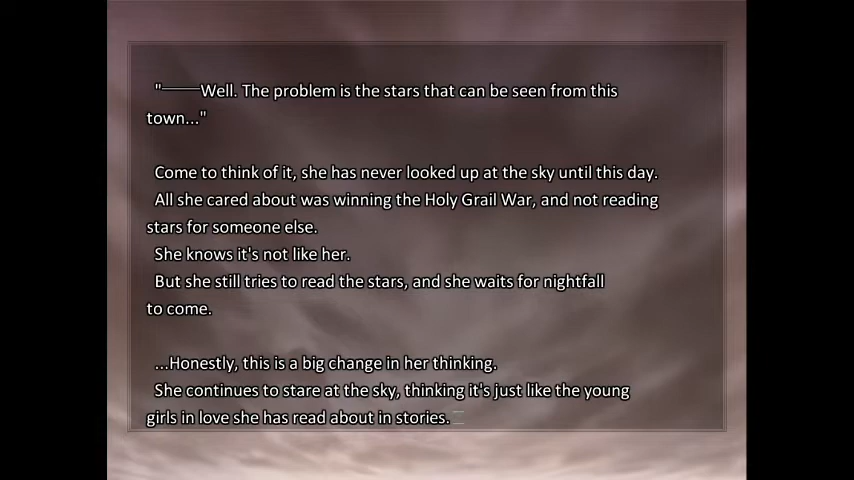 "───Well. The problem is the stars that can be seen from this
town..."
Come to think of it, she has never looked up at the sky until this day.
All she cared about was winning the Holy Grail War, and not reading
stars for someone else.
She knows it's not like her.
But she still tries to read the stars, and she waits for nightfall
to come.
...Honestly, this is a big change in her thinking.
She continues to stare at the sky, thinking it's just like the young
girls in love she has read about in stories.